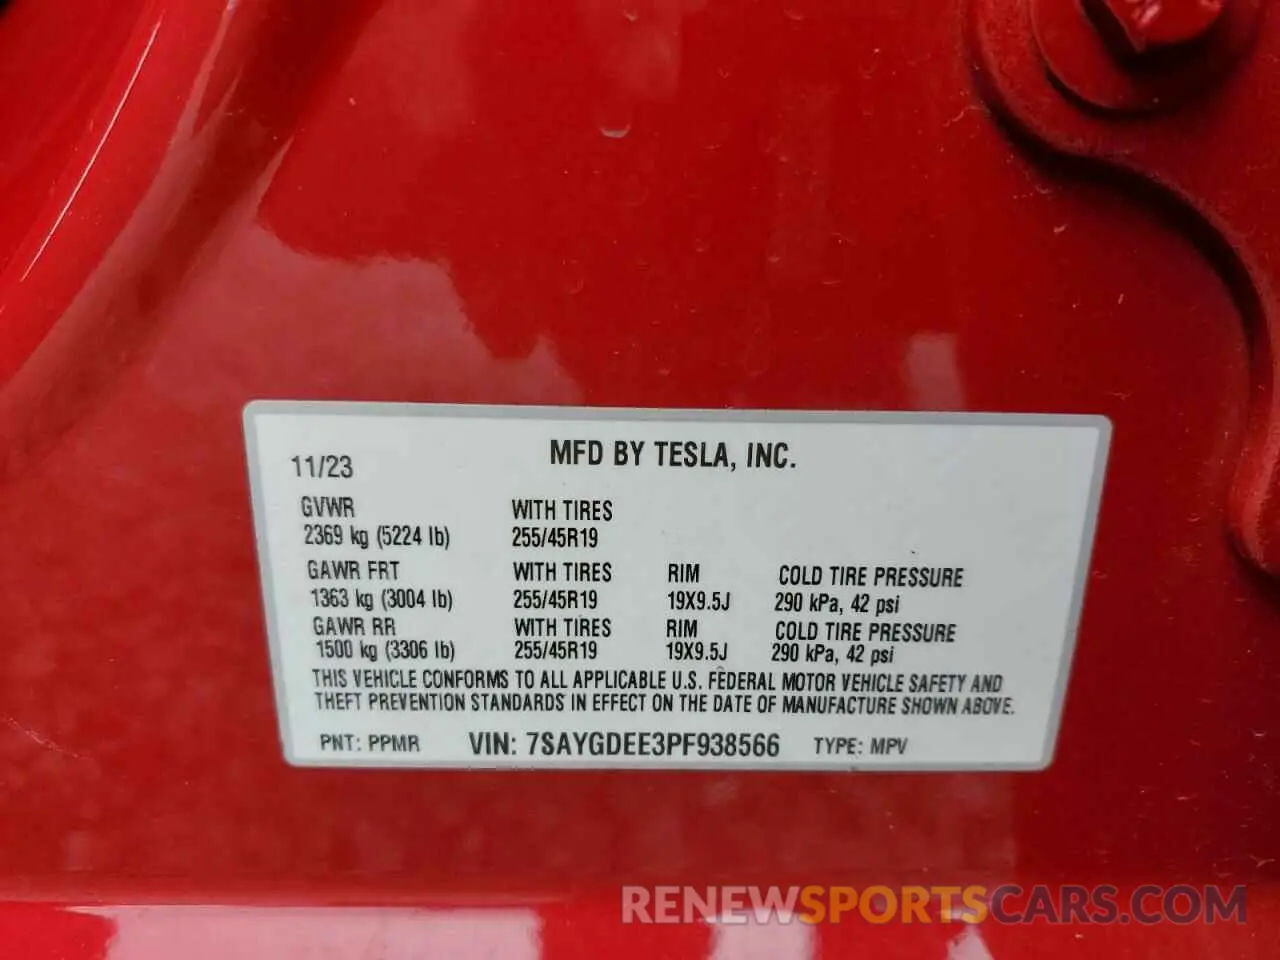 MFD BY TESLA, INC.
11/23
GVWR WITH TIRES
2369 kg (5224 lb) 255/45R19
GAWR FRT WITH TIRES RIM COLD TIRE PRESSURE
1363 kg (3004 lb) 255/45R19 19X9.5J 290 kPa, 42 psi
GAWR RR WITH TIRES RIM COLD TIRE PRESSURE
1500 kg (3306 lb) 255/45R19 19X9.5J 290 kPa, 42 psi
THIS VEHICLE CONFORMS TO ALL APPLICABLE U.S. FEDERAL MOTOR VEHICLE SAFETY AND
THEFT PREVENTION STANDARDS IN EFFECT ON THE DATE OF MANUFACTURE SHOWN ABOVE.
PNT: PPMR VIN: 7SAYGDEE3PF938566 TYPE: MPV
RENEWSPORTSCARS.COM